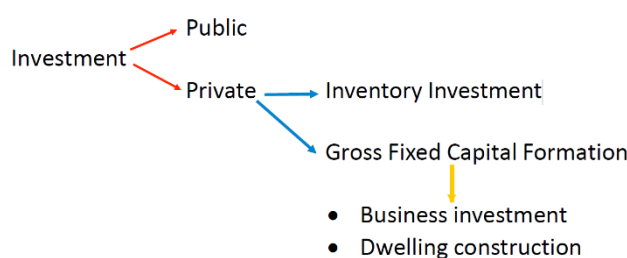 Public
Investment
Private
Inventory Investment
Gross Fixed Capital Formation
• Business investment
• Dwelling construction